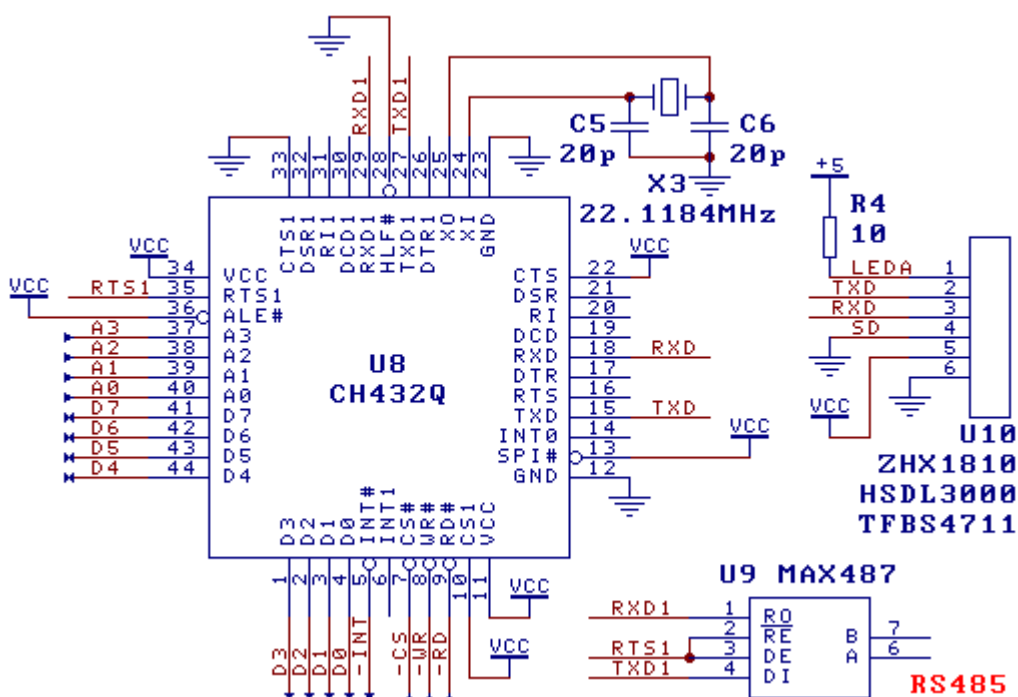 RXD1
TXD1
33 32 31 30 29 28 27 26 25 24 23
C5
20p
C6
20p
X3
22.1184MHz
+5
R4
10
CTS1 DSR1 RI1 DCD1 RXD1 HLF# TXD1 DTR1 XO XI GND
VCC
34 VCC
RTS1 35 RTS1
VCC
36 ALE#
A3 37 A3
A2 38 A2
A1 39 A1
A0 40 A0
D7 41 D7
D6 42 D6
D5 43 D5
D4 44 D4
U8
CH432Q
CTS 22 VCC
DSR 21
RI 20
DCD 19
RXD 18 RXD
DTR 17
RTS 16
TXD 15 TXD
INT0 14
SPI# 13 VCC
GND 12
LEDA 1
TXD 2
RXD 3
SD 4
5
6
VCC
U10
ZHX1810
HSDL3000
TFBS4711
D3 D2 D1 D0 INT# INT1 CS# WR# RD# CS1 VCC
1 2 3 4 5 6 7 8 9 10 11
VCC
VCC
D3 D2 D1 D0 -INT -CS -WR -RD
U9 MAX487
RXD1 1 RO
2 RE
RTS1 3 DE
TXD1 4 DI
B 7
A 6
RS485